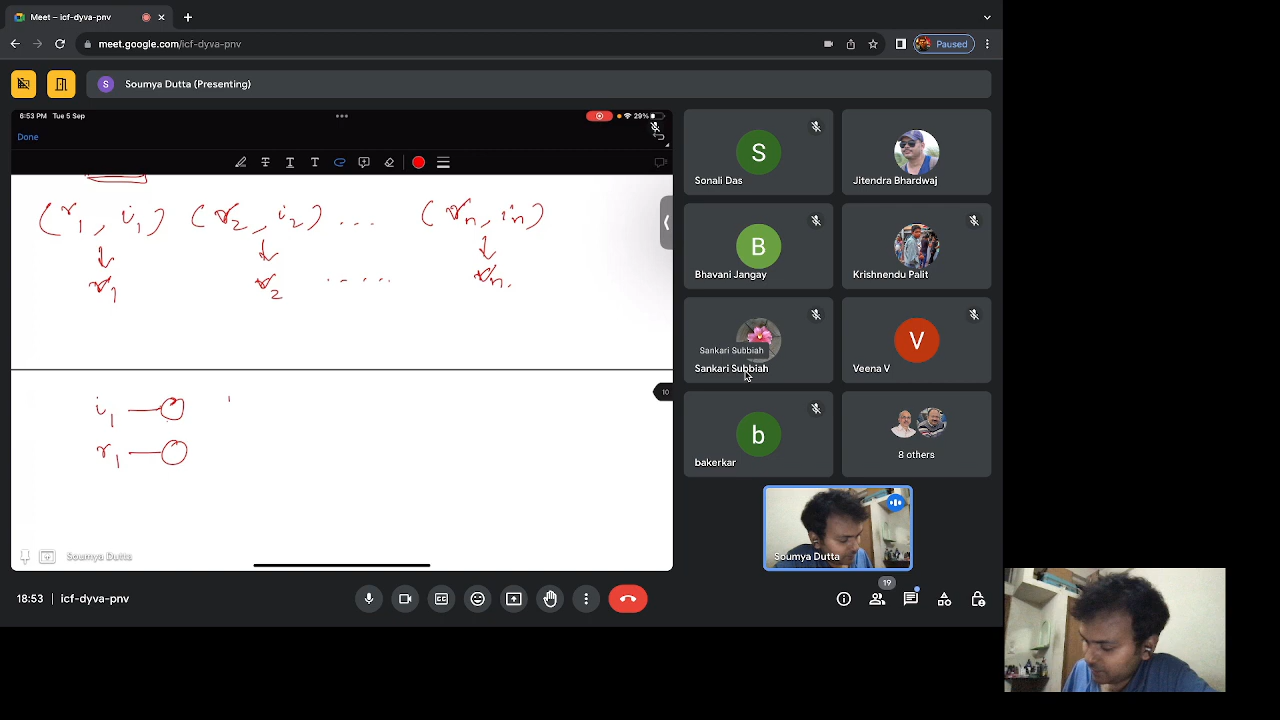 Meet – icf-dyva-pnv
meet.google.com/icf-dyva-pnv
Paused
S
Soumya Dutta (Presenting)
6:53 PM Tue 5 Sep
29%
Done
(r1, i1) (r2, i2) ... (rn, in)
r1 r2 ..... rn.
i1
r1
10
Soumya Dutta
S
Sonali Das
Jitendra Bhardwaj
B
Bhavani Jangay
Krishnendu Palit
Sankari Subbiah
Sankari Subbiah
V
Veena V
b
bakerkar
8 others
Soumya Dutta
18:53 | icf-dyva-pnv
19